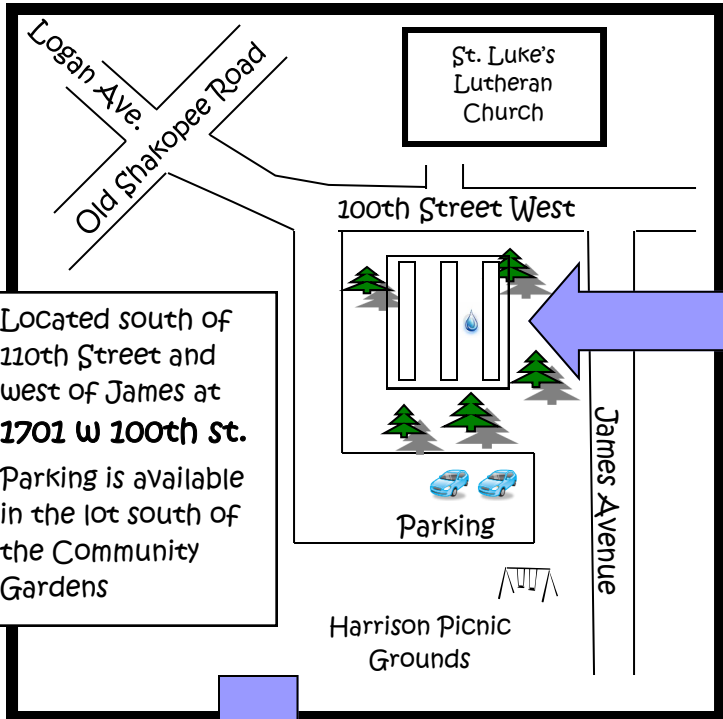 Logan Ave.
Old Shakopee Road
St. Luke's
Lutheran
Church
100th Street West
Located south of
110th Street and
west of James at
1701 W 100th st.
Parking is available
in the lot south of
the Community
Gardens
James Avenue
Parking
Harrison Picnic
Grounds